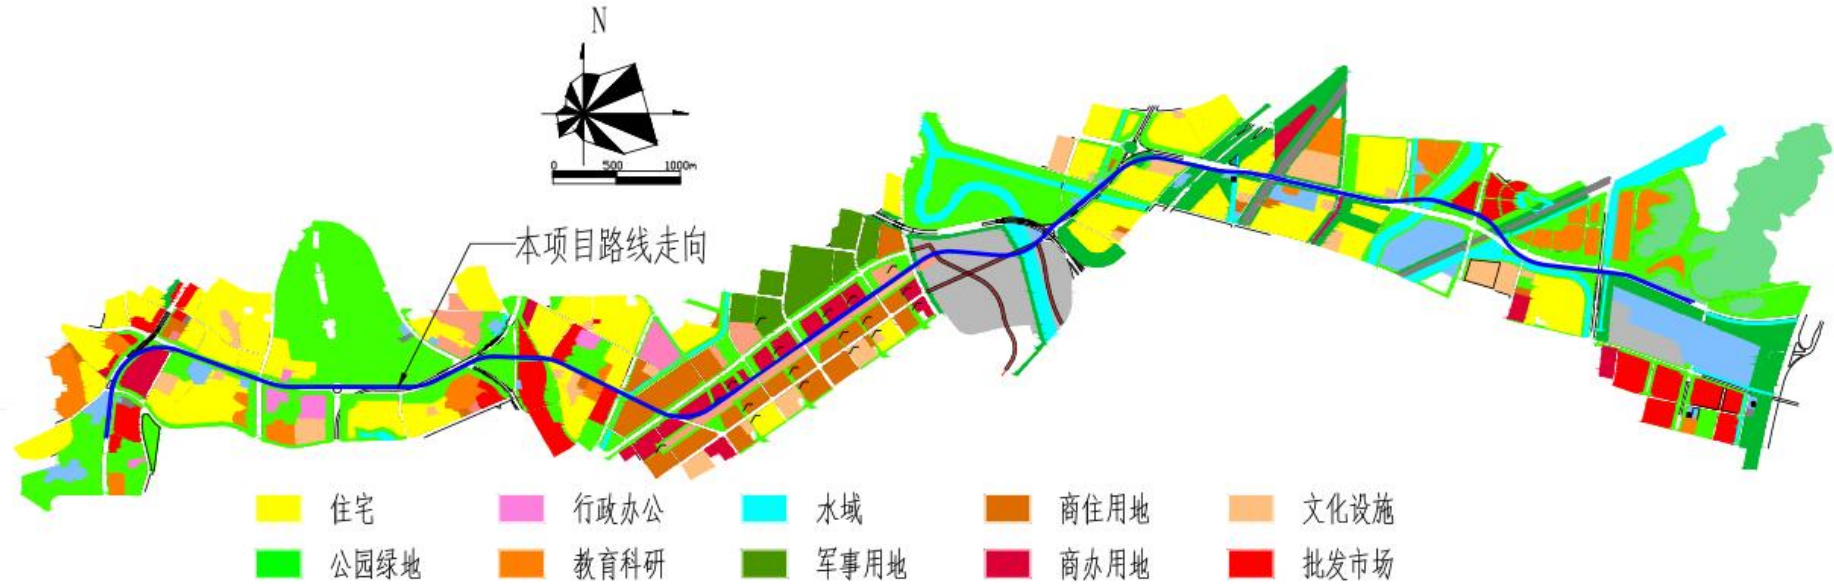 N
0 500 1000m
本项目路线走向
住宅 行政办公 水域 商住用地 文化设施
公园绿地 教育科研 军事用地 商办用地 批发市场